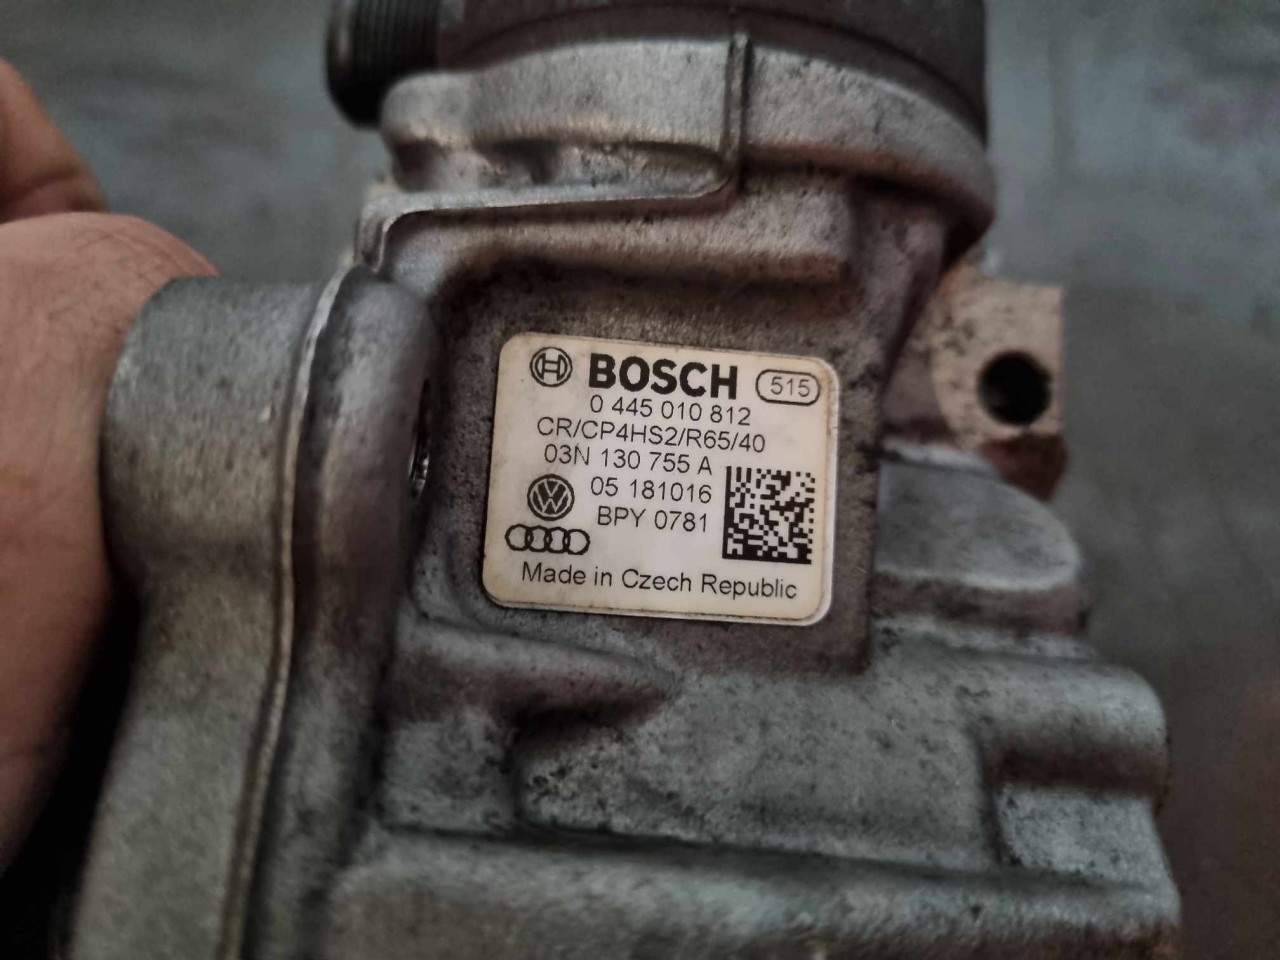 BOSCH 515
0 445 010 812
CR/CP4HS2/R65/40
03N 130 755 A
05 181016
BPY 0781
Made in Czech Republic